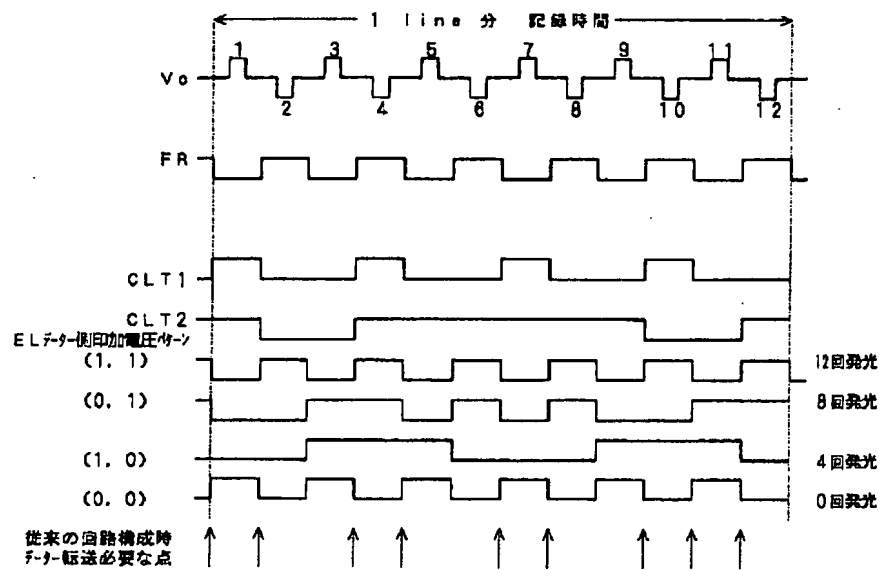 1 line 分 記録時間
1 3 5 7 9 11
Vc
2 4 6 8 10 12
FR
CLT1
CLT2
ELデーター側印加電圧パターン
(1, 1) 12回発光
(0, 1) 8回発光
(1, 0) 4回発光
(0, 0) 0回発光
従来の回路構成時
データー転送必要な点